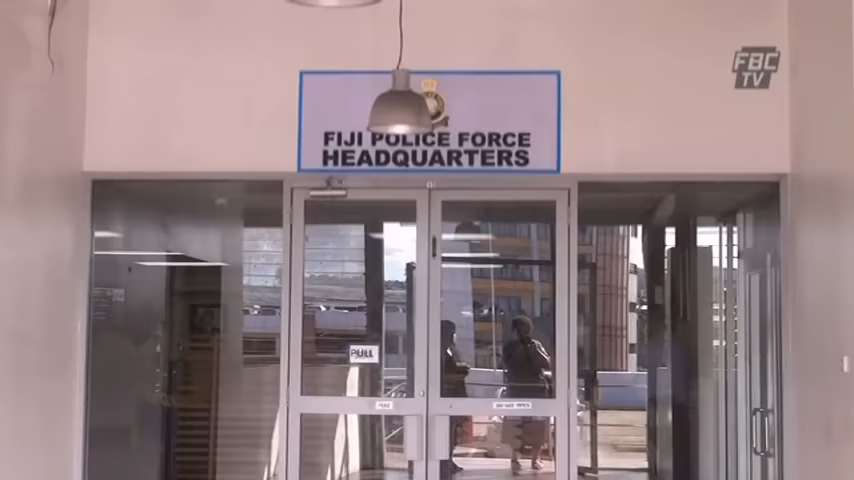 FBC
TV
FIJI POLICE FORCE
HEADQUARTERS
PULL